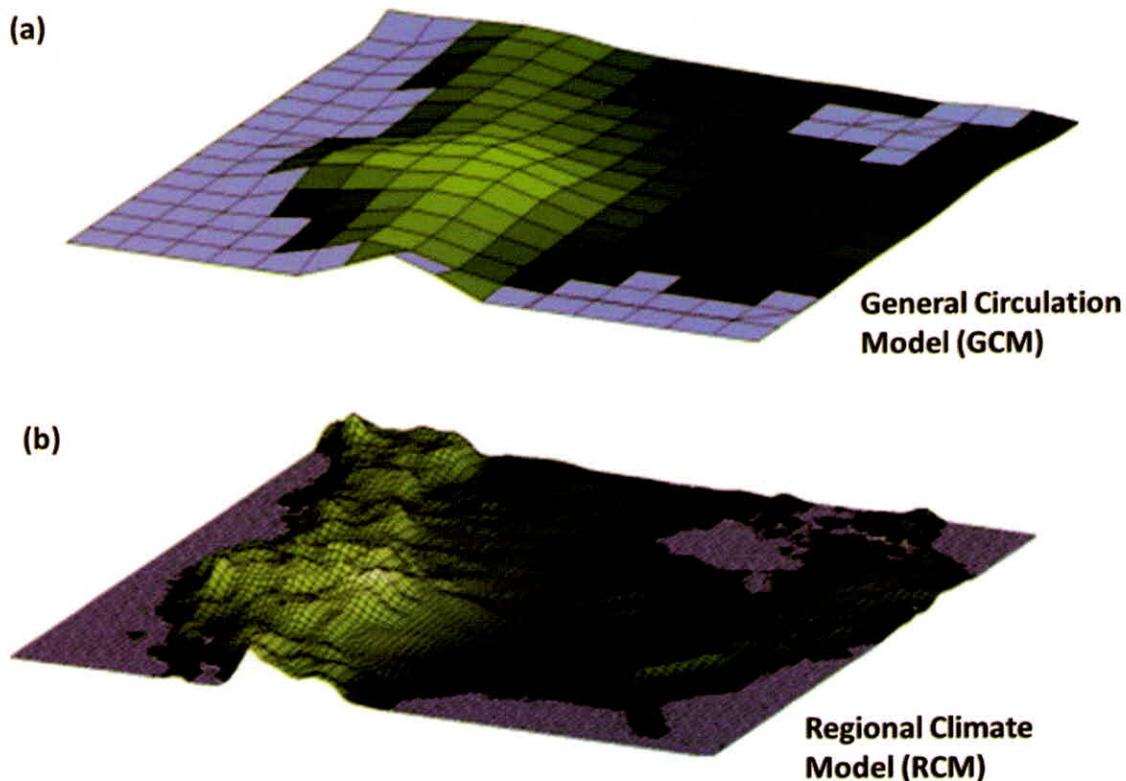 (a)
General Circulation
Model (GCM)
(b)
Regional Climate
Model (RCM)